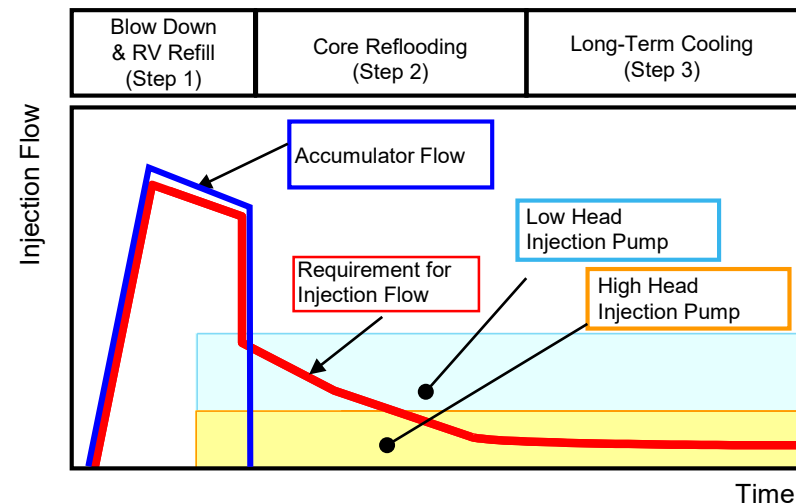 Blow Down
& RV Refill
(Step 1)
Core Reflooding
(Step 2)
Long-Term Cooling
(Step 3)
Injection Flow
Accumulator Flow
Low Head
Injection Pump
Requirement for
Injection Flow
High Head
Injection Pump
Time